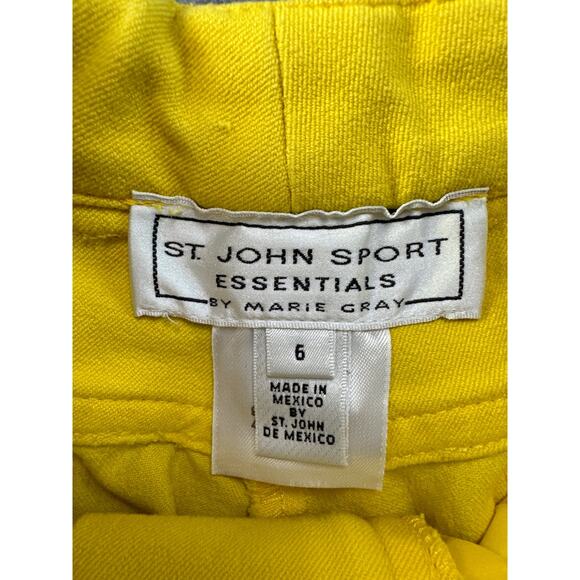 ST. JOHN SPORT
ESSENTIALS
BY MARIE GRAY
6
MADE IN
MEXICO
BY
ST. JOHN
DE MEXICO